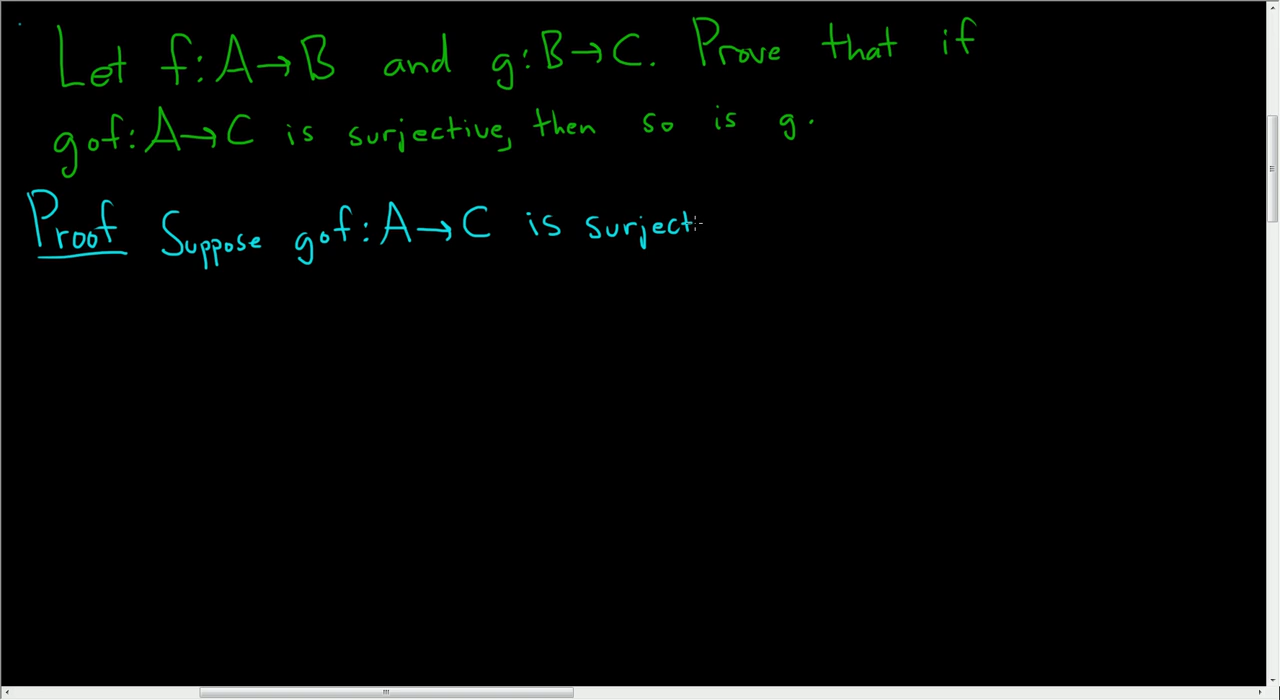 Let f:A→B and g:B→C. Prove that if
g∘f:A→C is surjective, then so is g.
Proof Suppose g∘f:A→C is surject